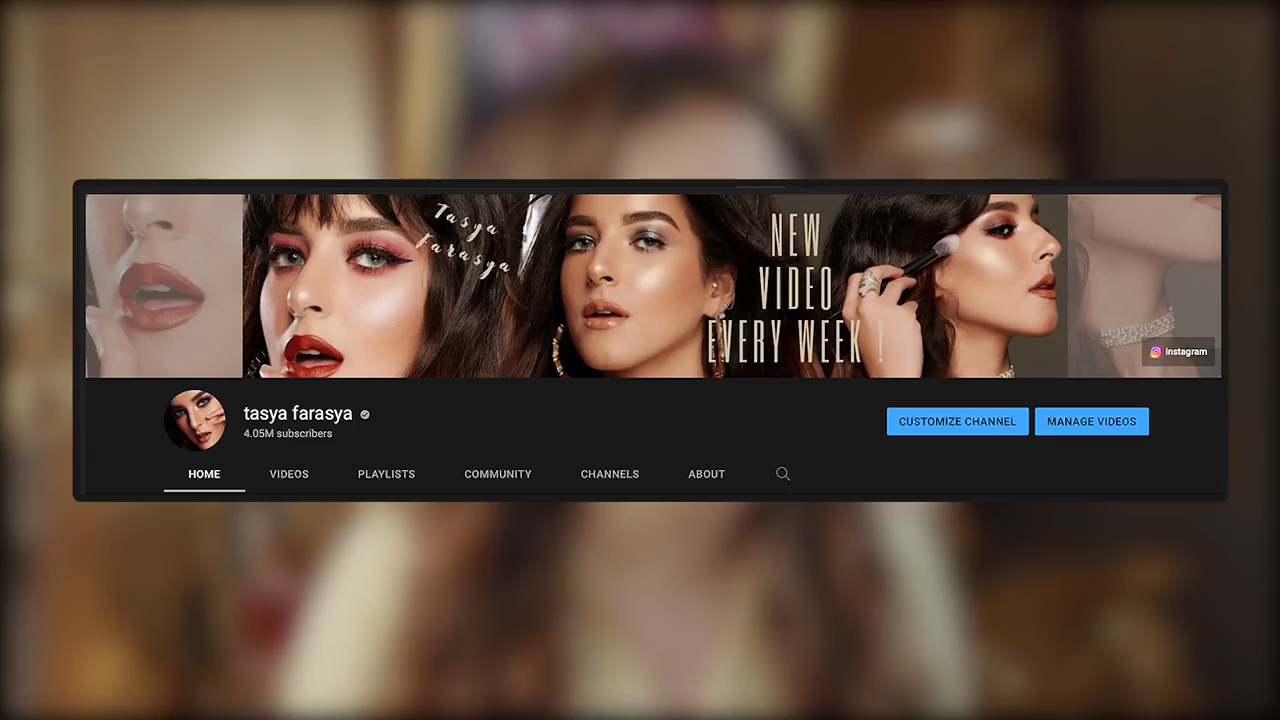 Tasya
Farasya
NEW
VIDEO
EVERY WEEK !
instagram
tasya farasya
4.05M subscribers
CUSTOMIZE CHANNEL
MANAGE VIDEOS
HOME
VIDEOS
PLAYLISTS
COMMUNITY
CHANNELS
ABOUT